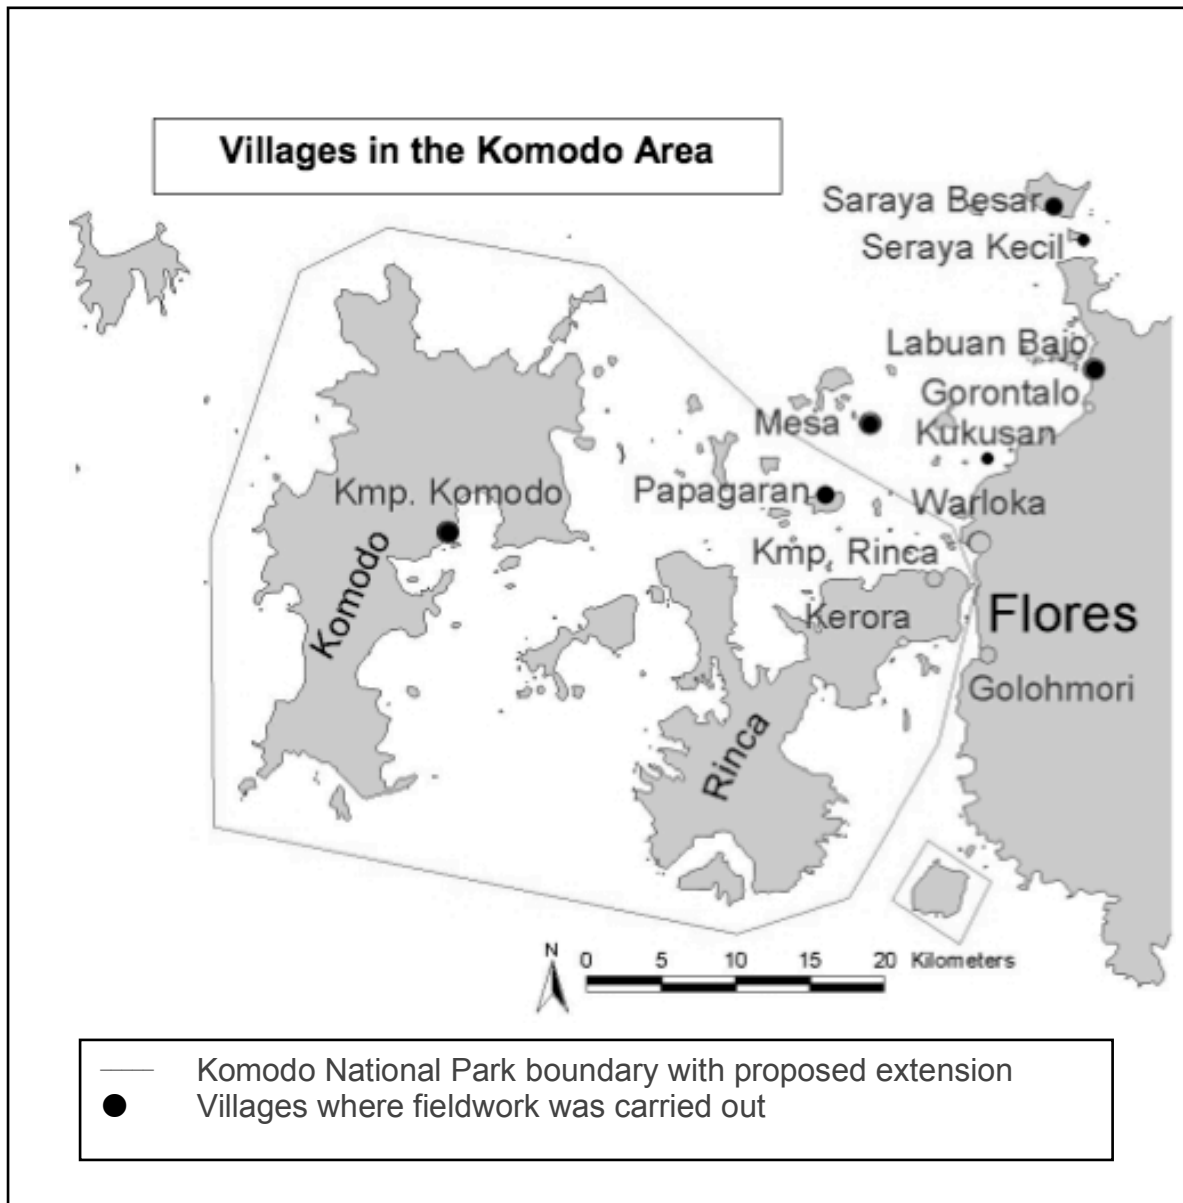 Villages in the Komodo Area
Saraya Besar
Seraya Kecil
Labuan Bajo
Gorontalo
Mesa
Kukusan
Kmp. Komodo
Papagaran
Warloka
Kmp. Rinca
Komodo
Kerora
Flores
Golohmori
Rinca
N
0 5 10 15 20 Kilometers
Komodo National Park boundary with proposed extension
Villages where fieldwork was carried out